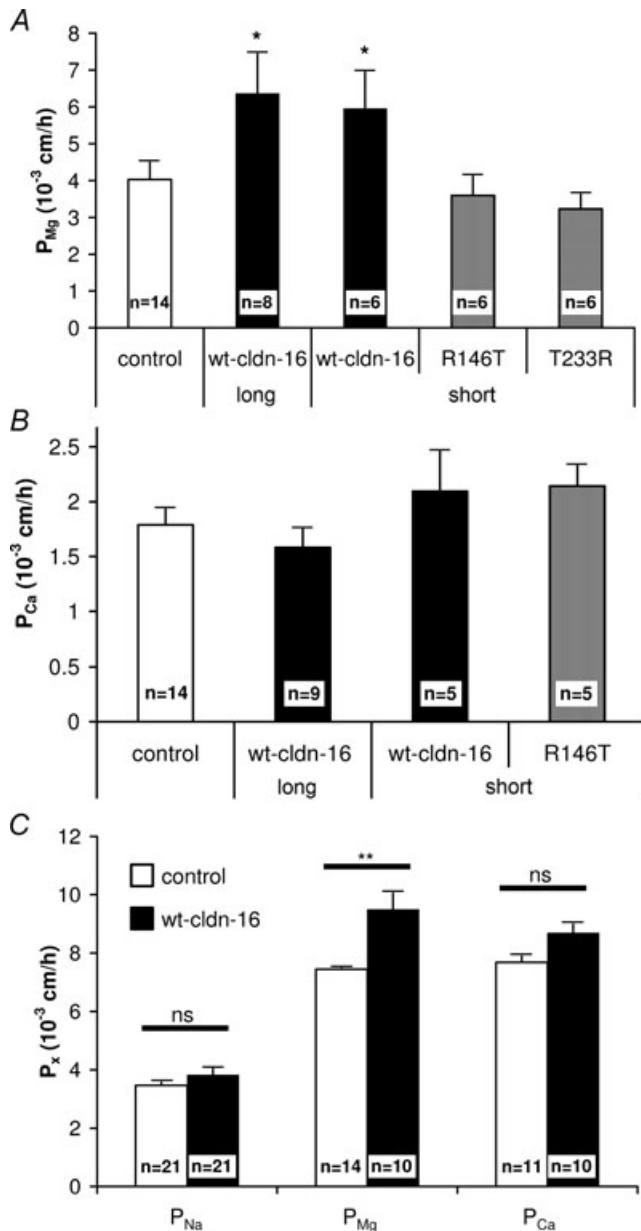 A
P_Mg (10⁻³ cm/h)
8
7
6
5
4
3
2
1
0
* *
n=14 n=8 n=6 n=6 n=6
control wt-cldn-16 wt-cldn-16 R146T T233R
long short
B
P_Ca (10⁻³ cm/h)
2.5
2
1.5
1
0.5
0
n=14 n=9 n=5 n=5
control wt-cldn-16 wt-cldn-16 R146T
long short
C
P_x (10⁻³ cm/h)
12
10
8
6
4
2
0
control
wt-cldn-16
ns ** ns
n=21 n=21 n=14 n=10 n=11 n=10
P_Na P_Mg P_Ca